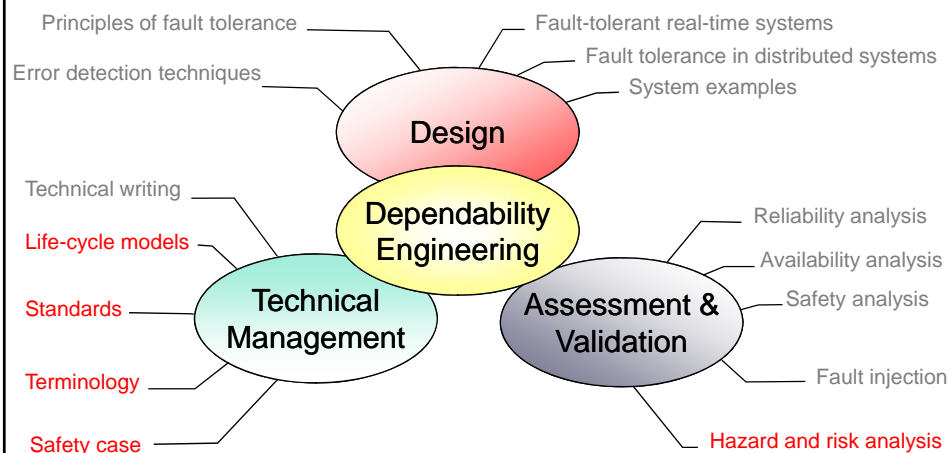 Principles of fault tolerance
Fault-tolerant real-time systems
Error detection techniques
Fault tolerance in distributed systems
System examples
Design
Technical writing
Life-cycle models
Standards
Terminology
Safety case
Dependability
Engineering
Technical
Management
Assessment &
Validation
Reliability analysis
Availability analysis
Safety analysis
Fault injection
Hazard and risk analysis